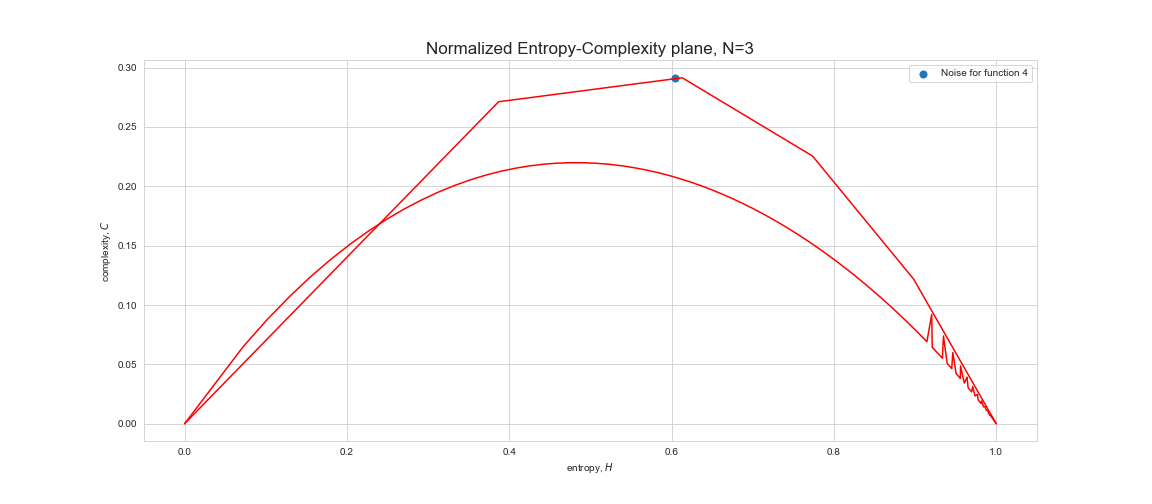 Normalized Entropy-Complexity plane, N=3
Noise for function 4
0.30
0.25
0.20
0.15
0.10
0.05
0.00
complexity, C
0.0 0.2 0.4 0.6 0.8 1.0
entropy, H